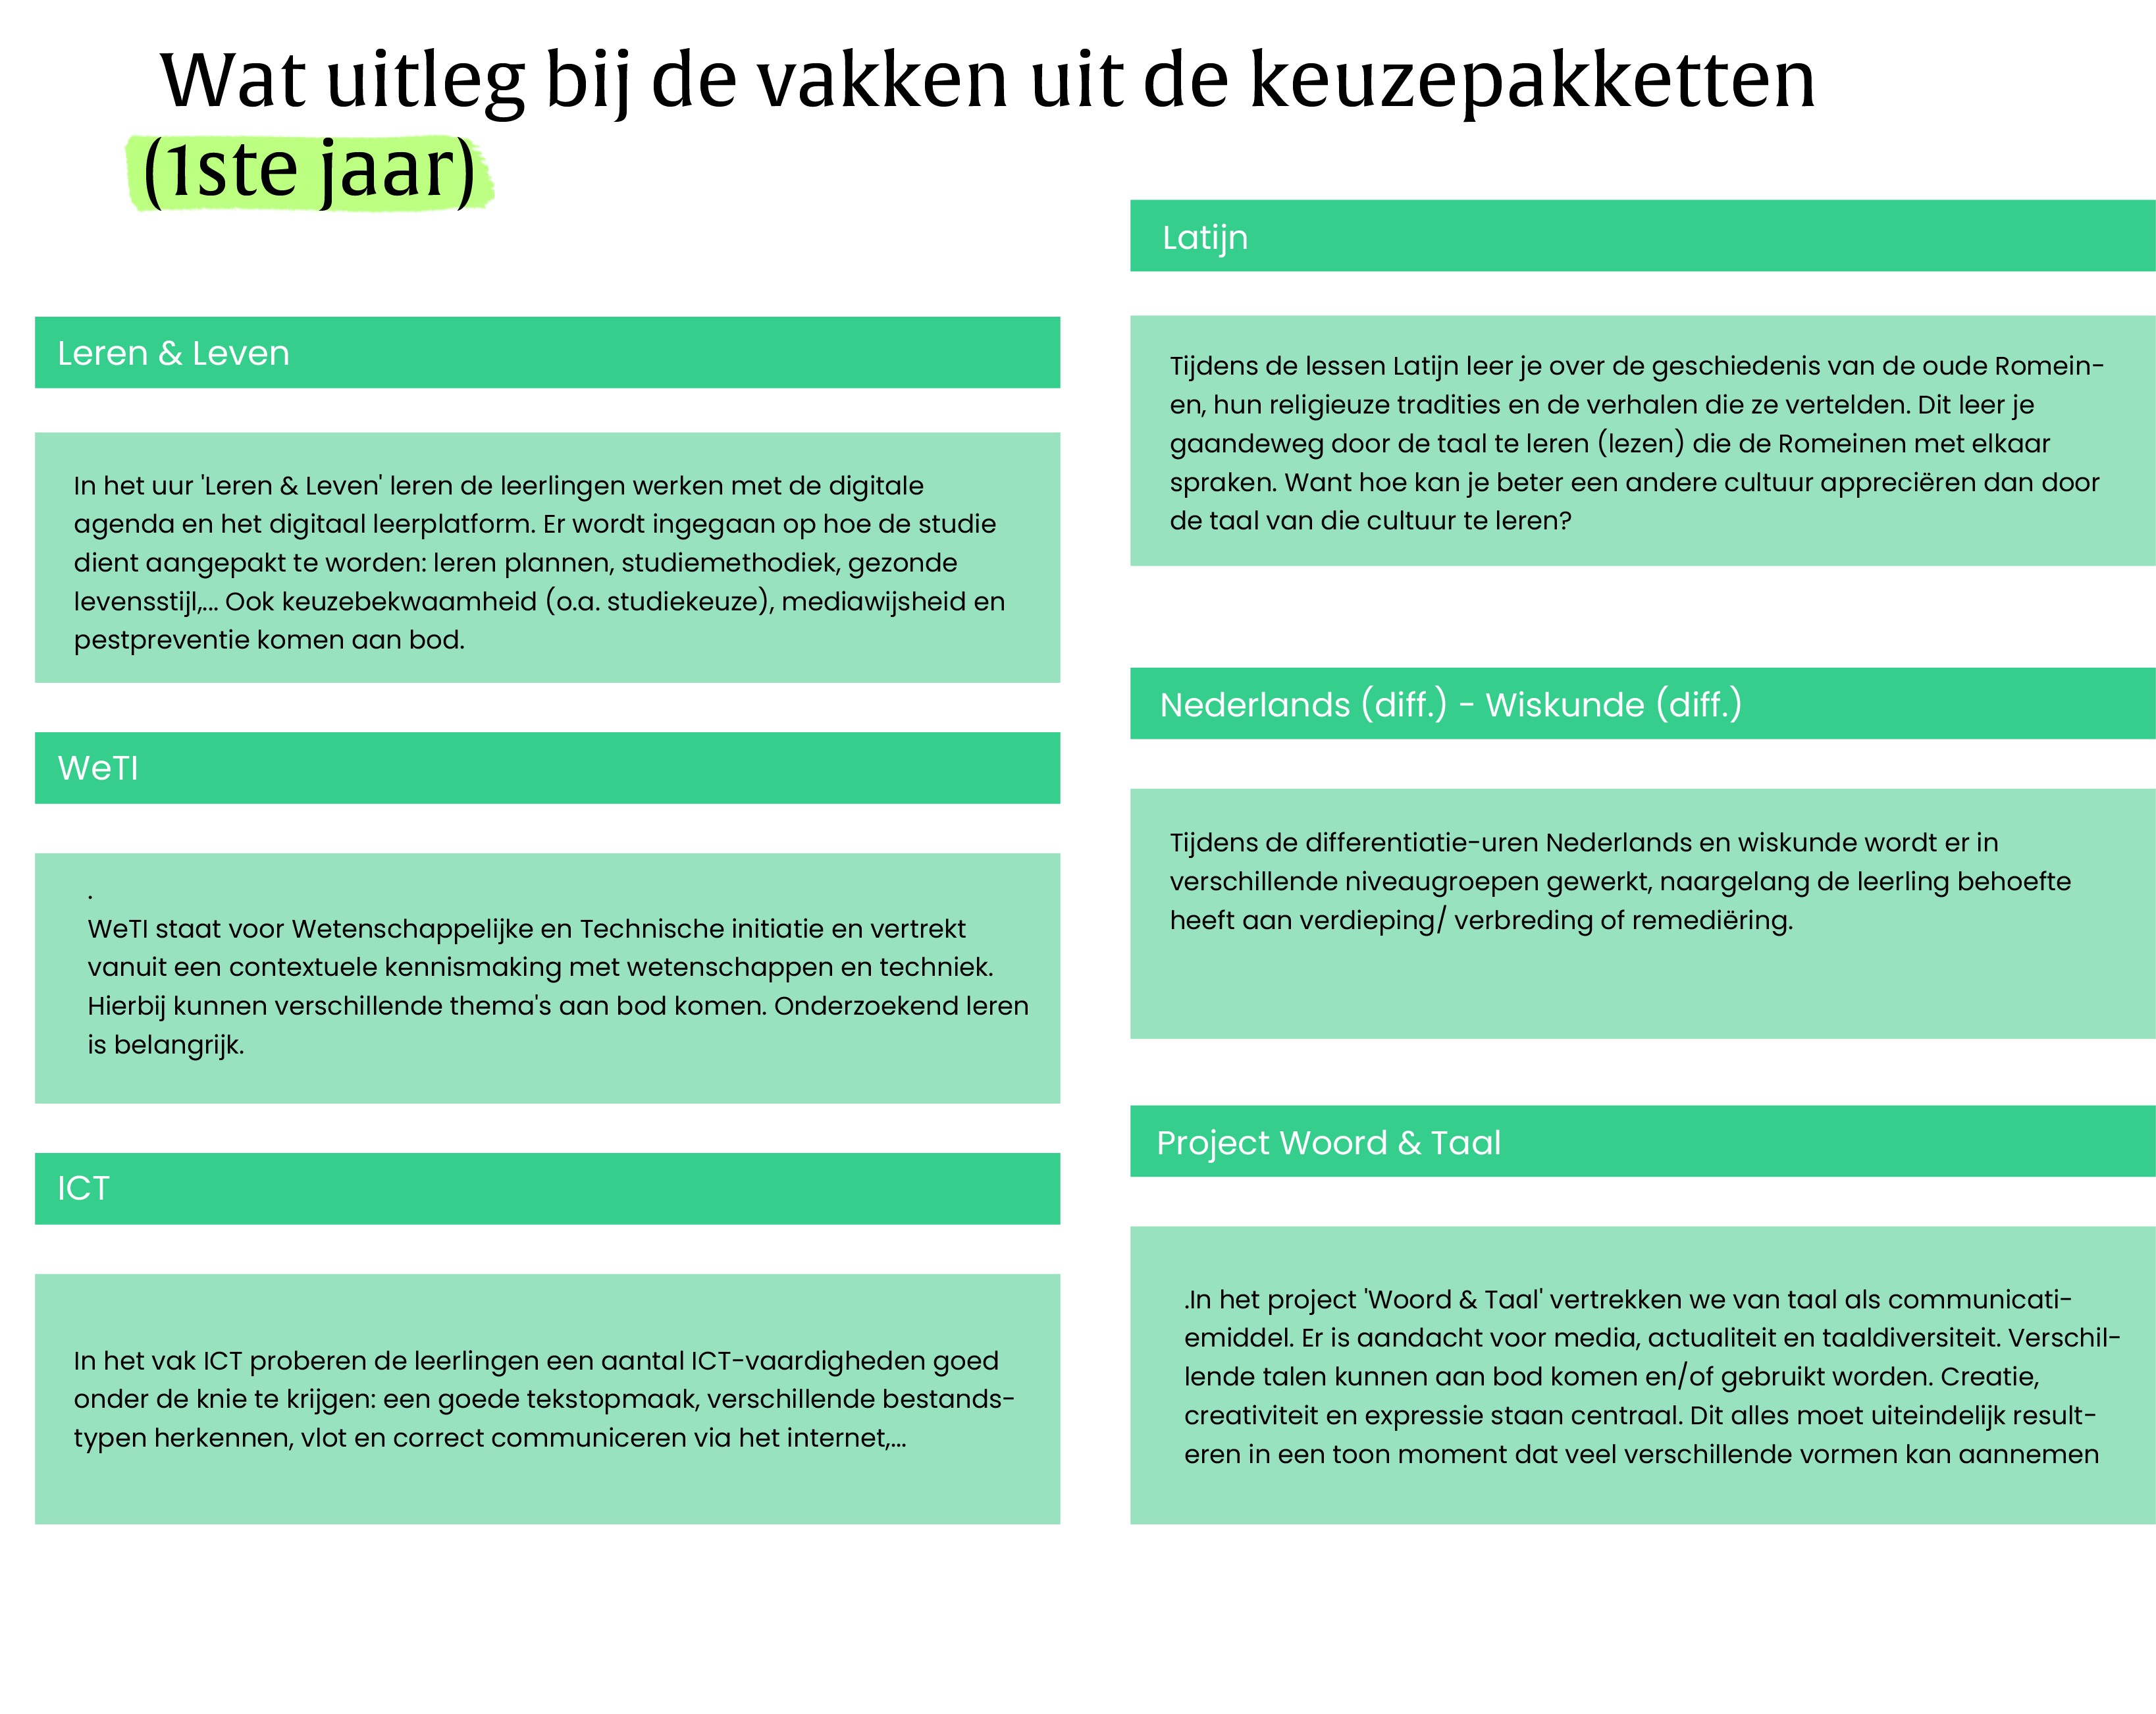 Wat uitleg bij de vakken uit de keuzepakketten
(1ste jaar)
Leren & Leven
In het uur 'Leren & Leven' leren de leerlingen werken met de digitale
agenda en het digitaal leerplatform. Er wordt ingegaan op hoe de studie
dient aangepakt te worden: leren plannen, studiemethodiek, gezonde
levensstijl,... Ook keuzebekwaamheid (o.a. studiekeuze), mediawijsheid en
pestpreventie komen aan bod.
WeTI
.
WeTI staat voor Wetenschappelijke en Technische initiatie en vertrekt
vanuit een contextuele kennismaking met wetenschappen en techniek.
Hierbij kunnen verschillende thema's aan bod komen. Onderzoekend leren
is belangrijk.
ICT
In het vak ICT proberen de leerlingen een aantal ICT-vaardigheden goed
onder de knie te krijgen: een goede tekstopmaak, verschillende bestands-
typen herkennen, vlot en correct communiceren via het internet,...
Latijn
Tijdens de lessen Latijn leer je over de geschiedenis van de oude Romein-
en, hun religieuze tradities en de verhalen die ze vertelden. Dit leer je
gaandeweg door de taal te leren (lezen) die de Romeinen met elkaar
spraken. Want hoe kan je beter een andere cultuur appreciëren dan door
de taal van die cultuur te leren?
Nederlands (diff.) - Wiskunde (diff.)
Tijdens de differentiatie-uren Nederlands en wiskunde wordt er in
verschillende niveaugroepen gewerkt, naargelang de leerling behoefte
heeft aan verdieping/ verbreding of remediëring.
Project Woord & Taal
.In het project 'Woord & Taal' vertrekken we van taal als communicati-
emiddel. Er is aandacht voor media, actualiteit en taaldiversiteit. Verschil-
lende talen kunnen aan bod komen en/of gebruikt worden. Creatie,
creativiteit en expressie staan centraal. Dit alles moet uiteindelijk result-
eren in een toon moment dat veel verschillende vormen kan aannemen